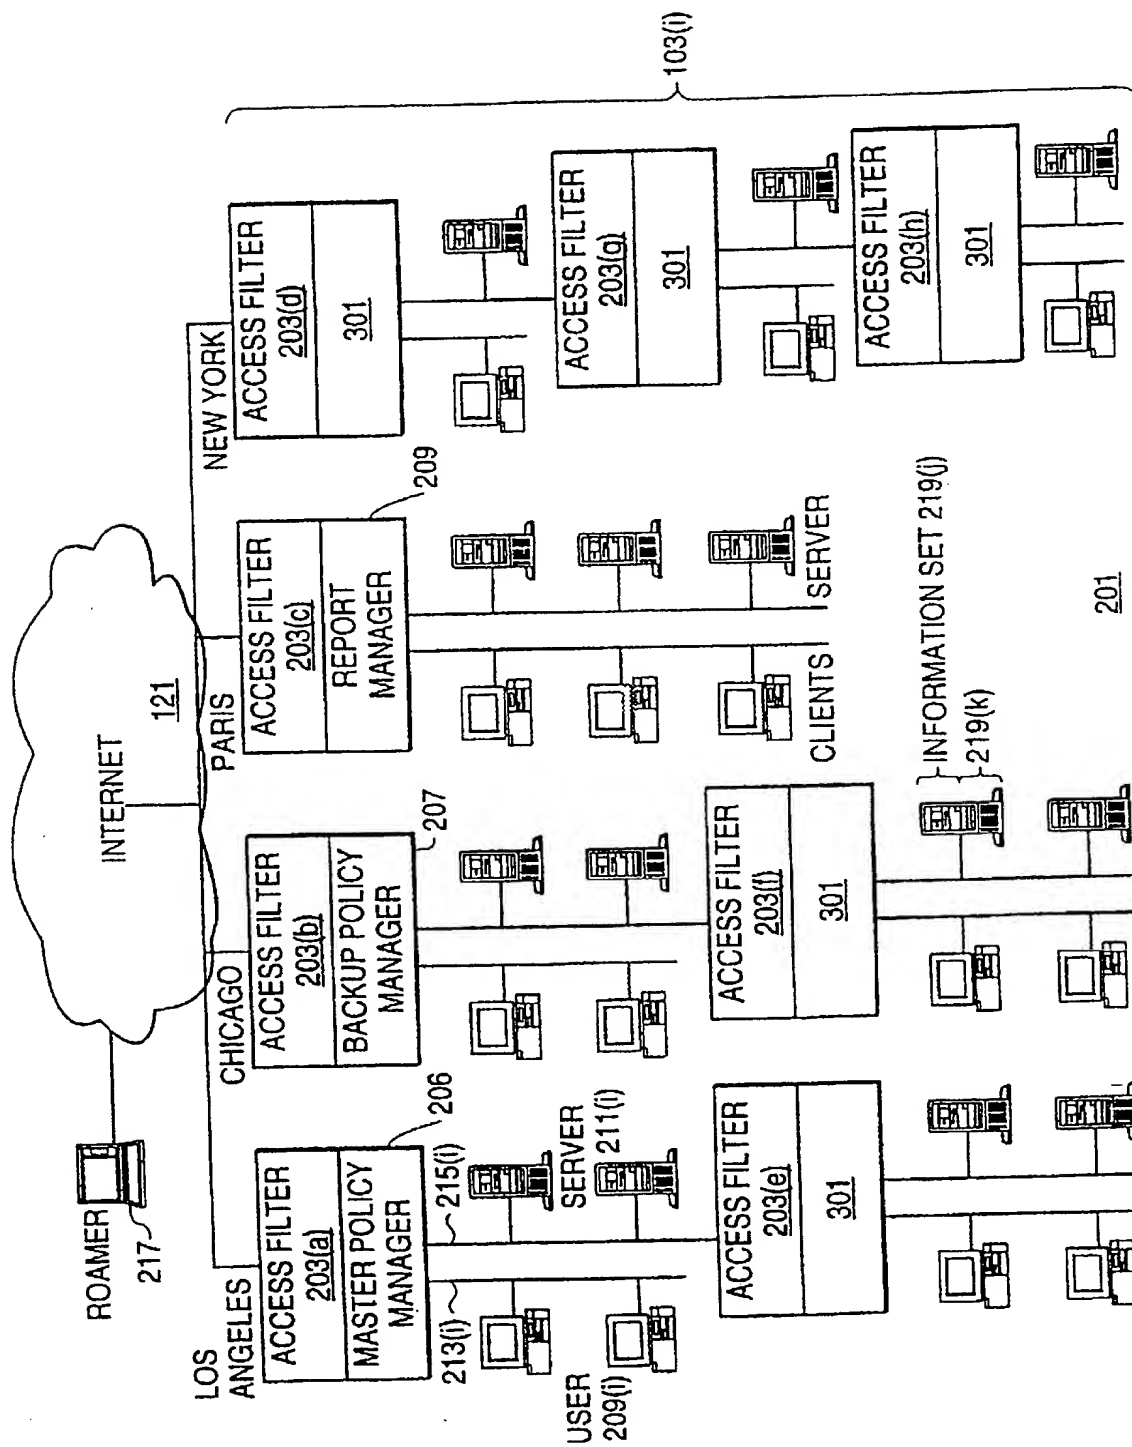 ROAMER
217
INTERNET
121
LOS
ANGELES
CHICAGO
PARIS
NEW YORK
ACCESS FILTER
203(a)
MASTER POLICY
MANAGER
206
ACCESS FILTER
203(b)
BACKUP POLICY
MANAGER
207
ACCESS FILTER
203(c)
REPORT
MANAGER
209
ACCESS FILTER
203(d)
301
103(i)
213(i)
215(i)
USER
209(i)
SERVER
211(i)
CLIENTS
SERVER
ACCESS FILTER
203(e)
301
ACCESS FILTER
203(f)
301
ACCESS FILTER
203(g)
301
ACCESS FILTER
203(h)
301
INFORMATION SET 219(j)
219(k)
201